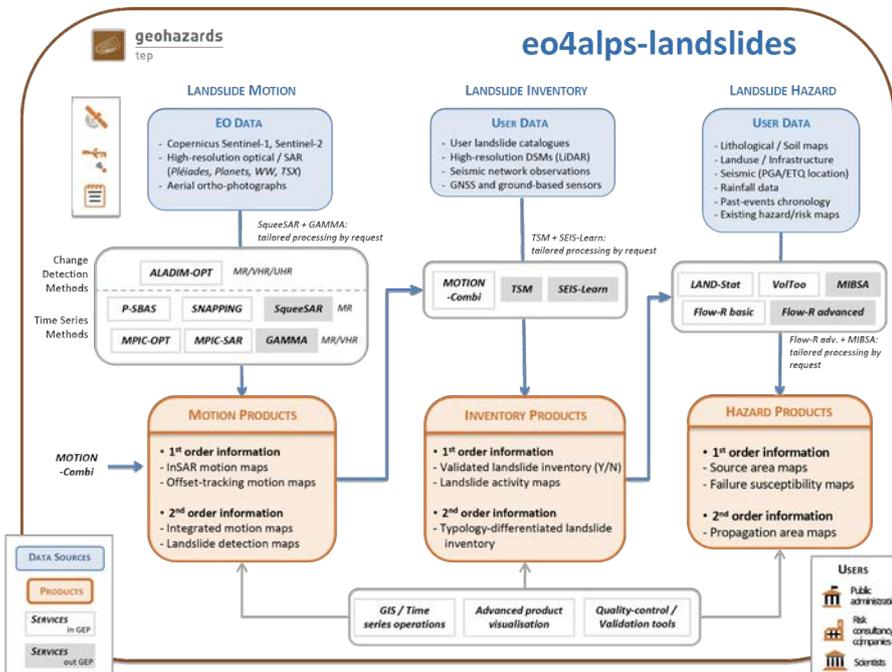 geohazards
tep
eo4alps-landslides
LANDSLIDE MOTION
EO DATA
- Copernicus Sentinel-1, Sentinel-2
- High-resolution optical / SAR
(Pléiades, Planets, WW, TSX)
- Aerial ortho-photographs
SqueeSAR + GAMMA:
tailored processing by request
Change
Detection
Methods
ALADIM-OPT MR/VHR/UHR
Time Series
Methods
P-SBAS SNAPPING SqueeSAR MR
MPIC-OPT MPIC-SAR GAMMA MR/VHR
MOTION
-Combi
MOTION PRODUCTS
• 1st order information
- InSAR motion maps
- Offset-tracking motion maps
• 2nd order information
- Integrated motion maps
- Landslide detection maps
LANDSLIDE INVENTORY
USER DATA
- User landslide catalogues
- High-resolution DSMs (LiDAR)
- Seismic network observations
- GNSS and ground-based sensors
TSM + SEIS-Learn:
tailored processing by request
MOTION
-Combi
TSM
SEIS-Learn
INVENTORY PRODUCTS
• 1st order information
- Validated landslide inventory (Y/N)
- Landslide activity maps
• 2nd order information
- Typology-differentiated landslide
inventory
LANDSLIDE HAZARD
USER DATA
- Lithological / Soil maps
- Landuse / Infrastructure
- Seismic (PGA/ETQ location)
- Rainfall data
- Past-events chronology
- Existing hazard/risk maps
LAND-Stat VolToo MIBSA
Flow-R basic Flow-R advanced
Flow-R adv. + MIBSA:
tailored processing by
request
HAZARD PRODUCTS
• 1st order information
- Source area maps
- Failure susceptibility maps
• 2nd order information
- Propagation area maps
GIS / Time
series operations
Advanced product
visualisation
Quality-control /
Validation tools
DATA SOURCES
PRODUCTS
SERVICES
in GEP
SERVICES
out GEP
USERS
Public
administrati
Risk
consultancy
companies
Scientists